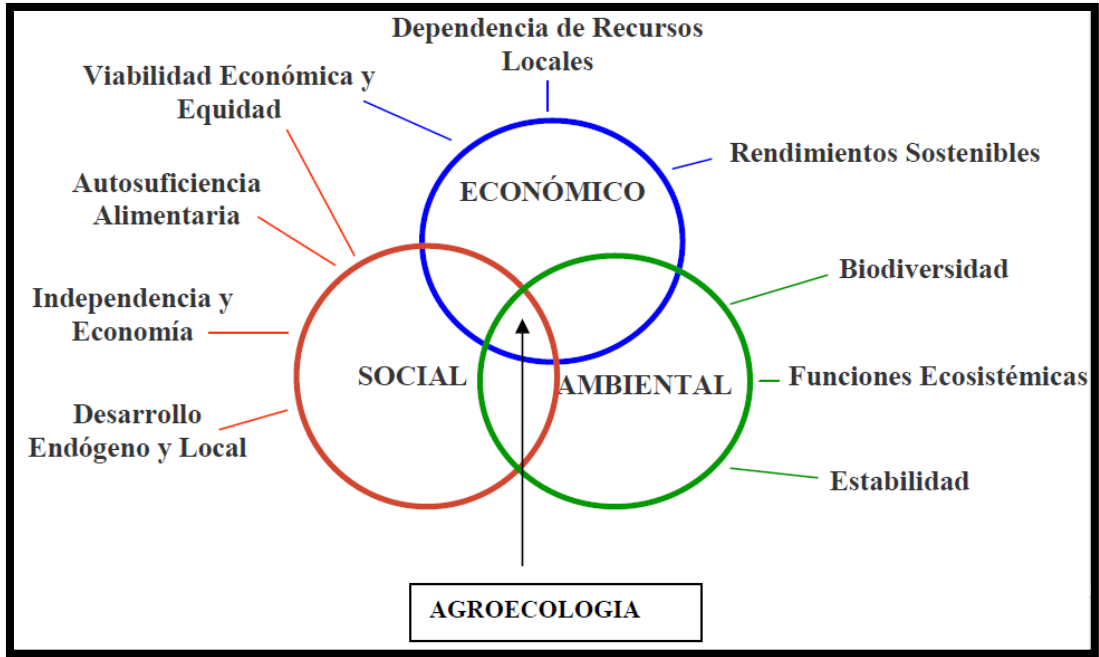 Dependencia de Recursos
Locales
Viabilidad Económica y
Equidad
Rendimientos Sostenibles
ECONÓMICO
Autosuficiencia
Alimentaria
Biodiversidad
Independencia y
Economía
SOCIAL
AMBIENTAL
Funciones Ecosistémicas
Desarrollo
Endógeno y Local
Estabilidad
AGROECOLOGIA